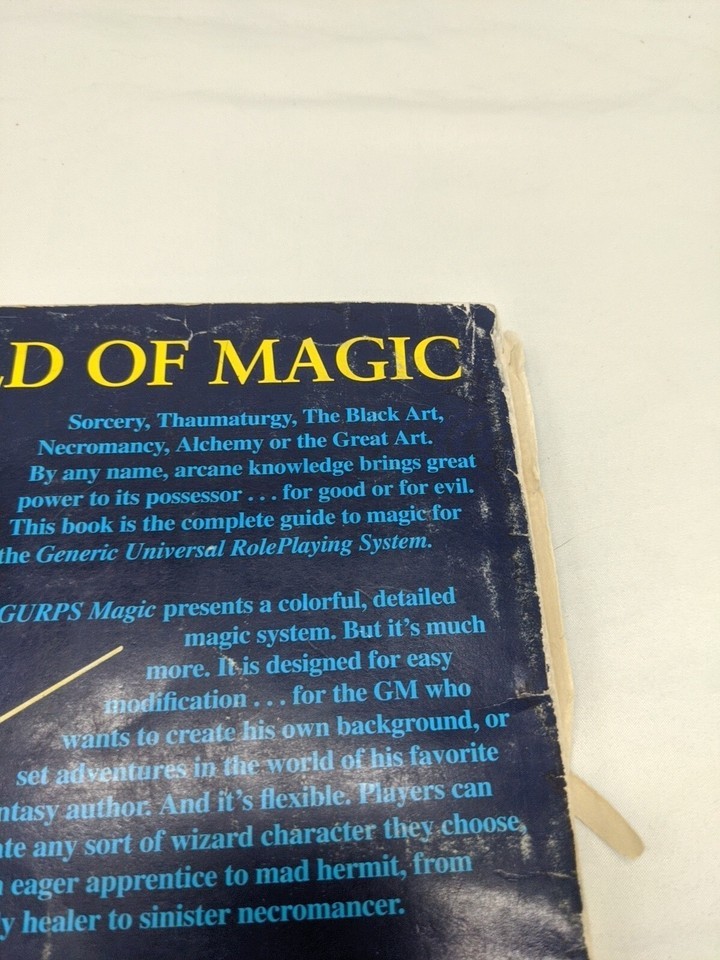 LD OF MAGIC
Sorcery, Thaumaturgy, The Black Art,
Necromancy, Alchemy or the Great Art.
By any name, arcane knowledge brings great
power to its possessor . . . for good or for evil.
This book is the complete guide to magic for
the Generic Universal RolePlaying System.
GURPS Magic presents a colorful, detailed
magic system. But it's much
more. It is designed for easy
modification . . . for the GM who
wants to create his own background, or
set adventures in the world of his favorite
ntasy author. And it's flexible. Players can
ate any sort of wizard character they choose,
eager apprentice to mad hermit, from
ly healer to sinister necromancer.